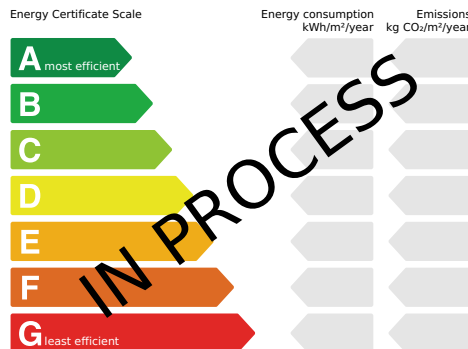 Energy Certificate Scale
Energy consumption
kWh/m²/year
Emissions
kg CO₂/m²/year
A most efficient
B
C
D
E
F
G least efficient
IN PROCESS